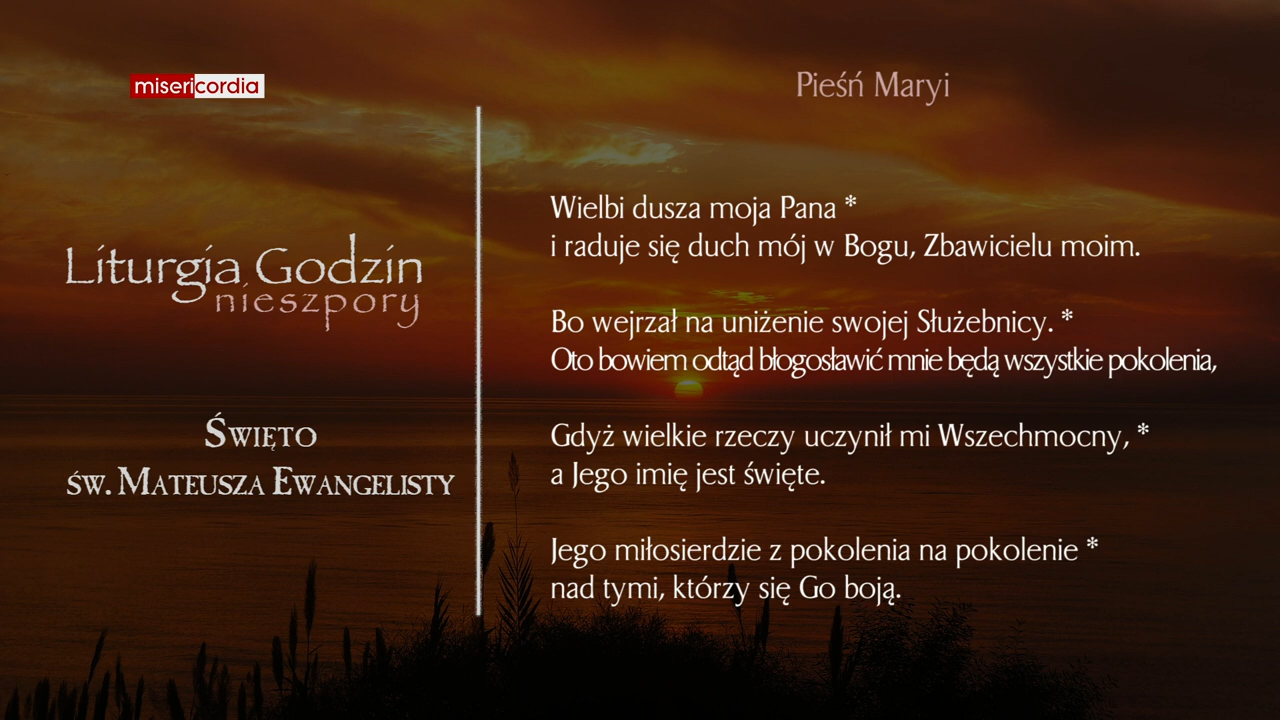 misericordia
Liturgia Godzin
nieszpory
Święto
św. Mateusza Ewangelisty
Pieśń Maryi
Wielbi dusza moja Pana *
i raduje się duch mój w Bogu, Zbawicielu moim.
Bo wejrzał na uniżenie swojej Służebnicy. *
Oto bowiem odtąd błogosławić mnie będą wszystkie pokolenia,
Gdyż wielkie rzeczy uczynił mi Wszechmocny, *
a Jego imię jest święte.
Jego miłosierdzie z pokolenia na pokolenie *
nad tymi, którzy się Go boją.